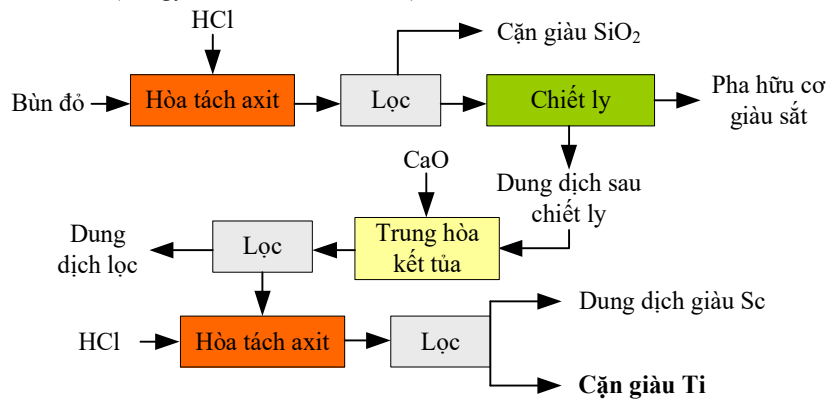 HCl
Cặn giàu SiO₂
Bùn đỏ
Hòa tách axit
Lọc
Chiết ly
Pha hữu cơ
giàu sắt
CaO
Dung dịch sau
chiết ly
Dung
dịch lọc
Lọc
Trung hòa
kết tủa
HCl
Hòa tách axit
Lọc
Dung dịch giàu Sc
Cặn giàu Ti